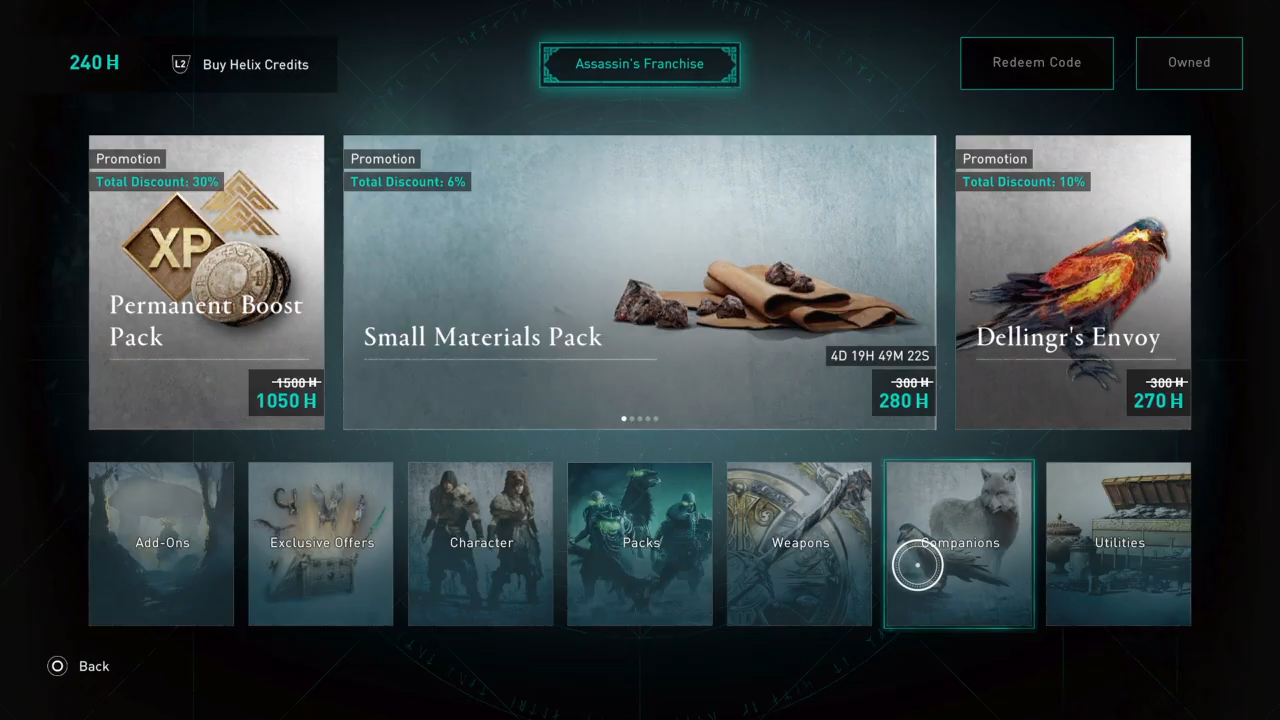 240 H
L2 Buy Helix Credits
Assassin's Franchise
Redeem Code
Owned
Promotion
Total Discount: 30%
XP
Permanent Boost
Pack
1500 H
1050 H
Promotion
Total Discount: 6%
Small Materials Pack
4D 19H 49M 22S
300 H
280 H
Promotion
Total Discount: 10%
Dellingr's Envoy
300 H
270 H
Add-Ons
Exclusive Offers
Character
Packs
Weapons
Companions
Utilities
Back